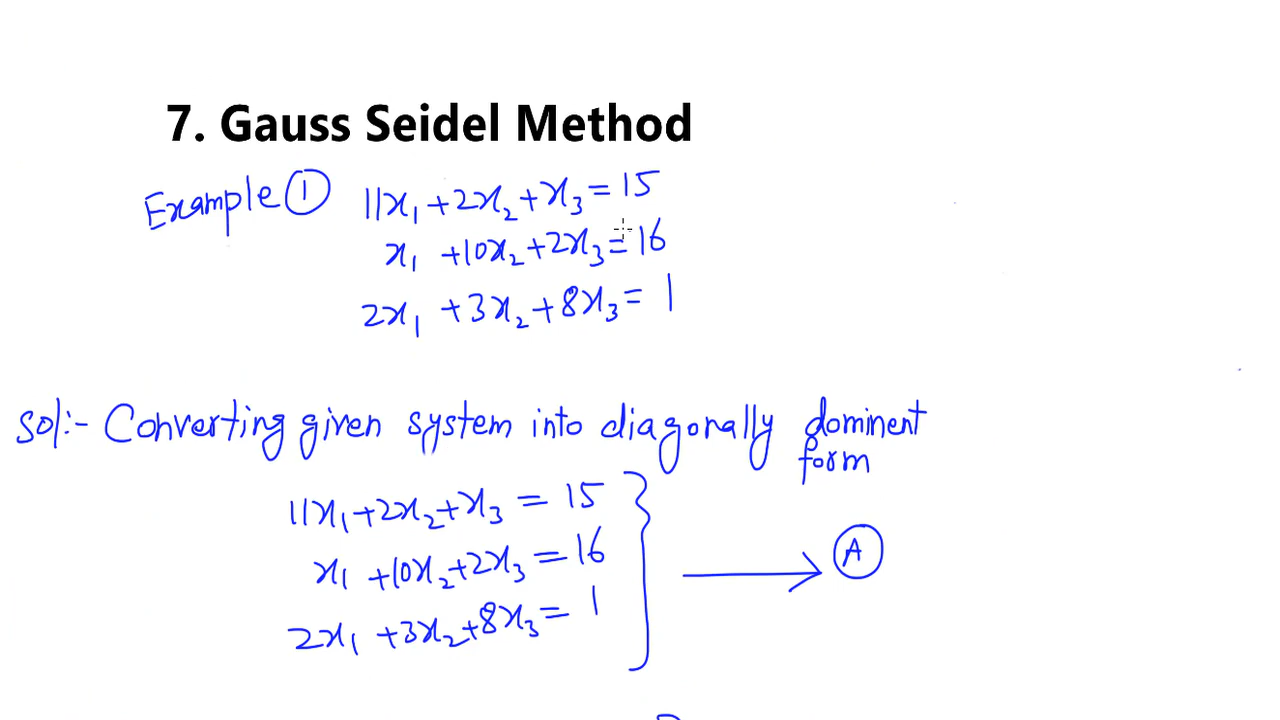 7. Gauss Seidel Method
Example ① 11x₁ + 2x₂ + x₃ = 15
x₁ + 10x₂ + 2x₃ = 16
2x₁ + 3x₂ + 8x₃ = 1
Sol:- Converting given system into diagonally dominent
form
11x₁ + 2x₂ + x₃ = 15
x₁ + 10x₂ + 2x₃ = 16
→ Ⓐ
2x₁ + 3x₂ + 8x₃ = 1